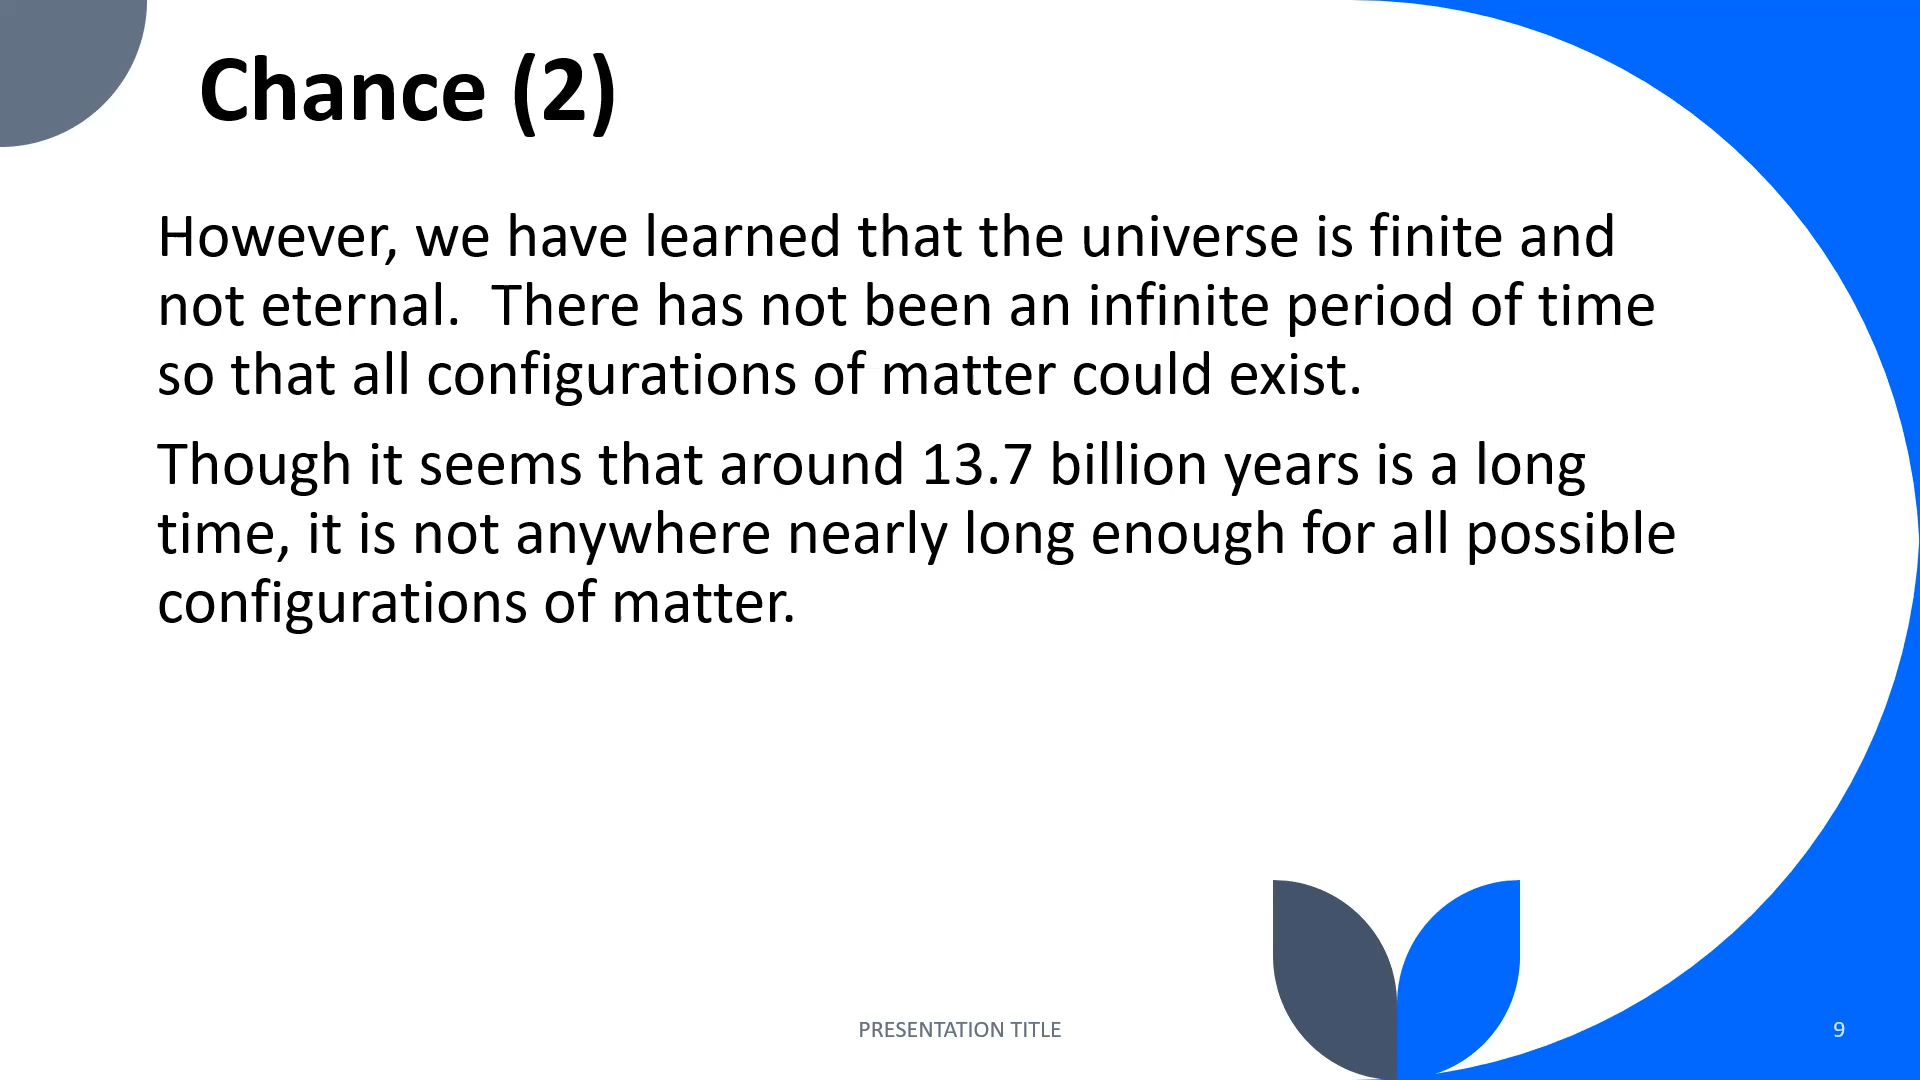 Chance (2)
However, we have learned that the universe is finite and
not eternal.  There has not been an infinite period of time
so that all configurations of matter could exist.
Though it seems that around 13.7 billion years is a long
time, it is not anywhere nearly long enough for all possible
configurations of matter.
PRESENTATION TITLE
9